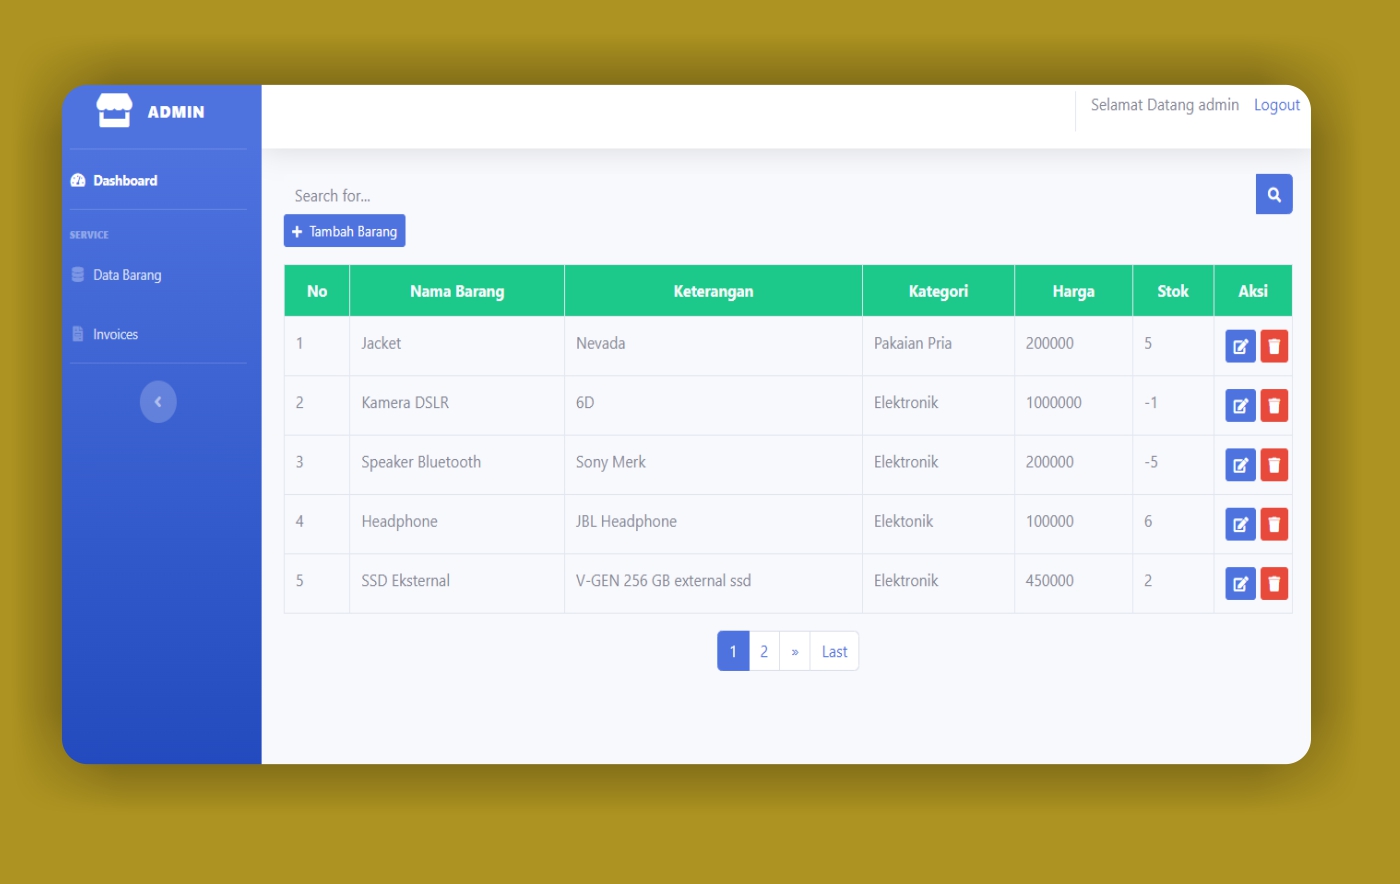 ADMIN
Selamat Datang admin Logout
Dashboard
SERVICE
Data Barang
Invoices
Search for...
+ Tambah Barang
No Nama Barang Keterangan Kategori Harga Stok Aksi
1 Jacket Nevada Pakaian Pria 200000 5
2 Kamera DSLR 6D Elektronik 1000000 -1
3 Speaker Bluetooth Sony Merk Elektronik 200000 -5
4 Headphone JBL Headphone Elektonik 100000 6
5 SSD Eksternal V-GEN 256 GB external ssd Elektronik 450000 2
1 2 » Last